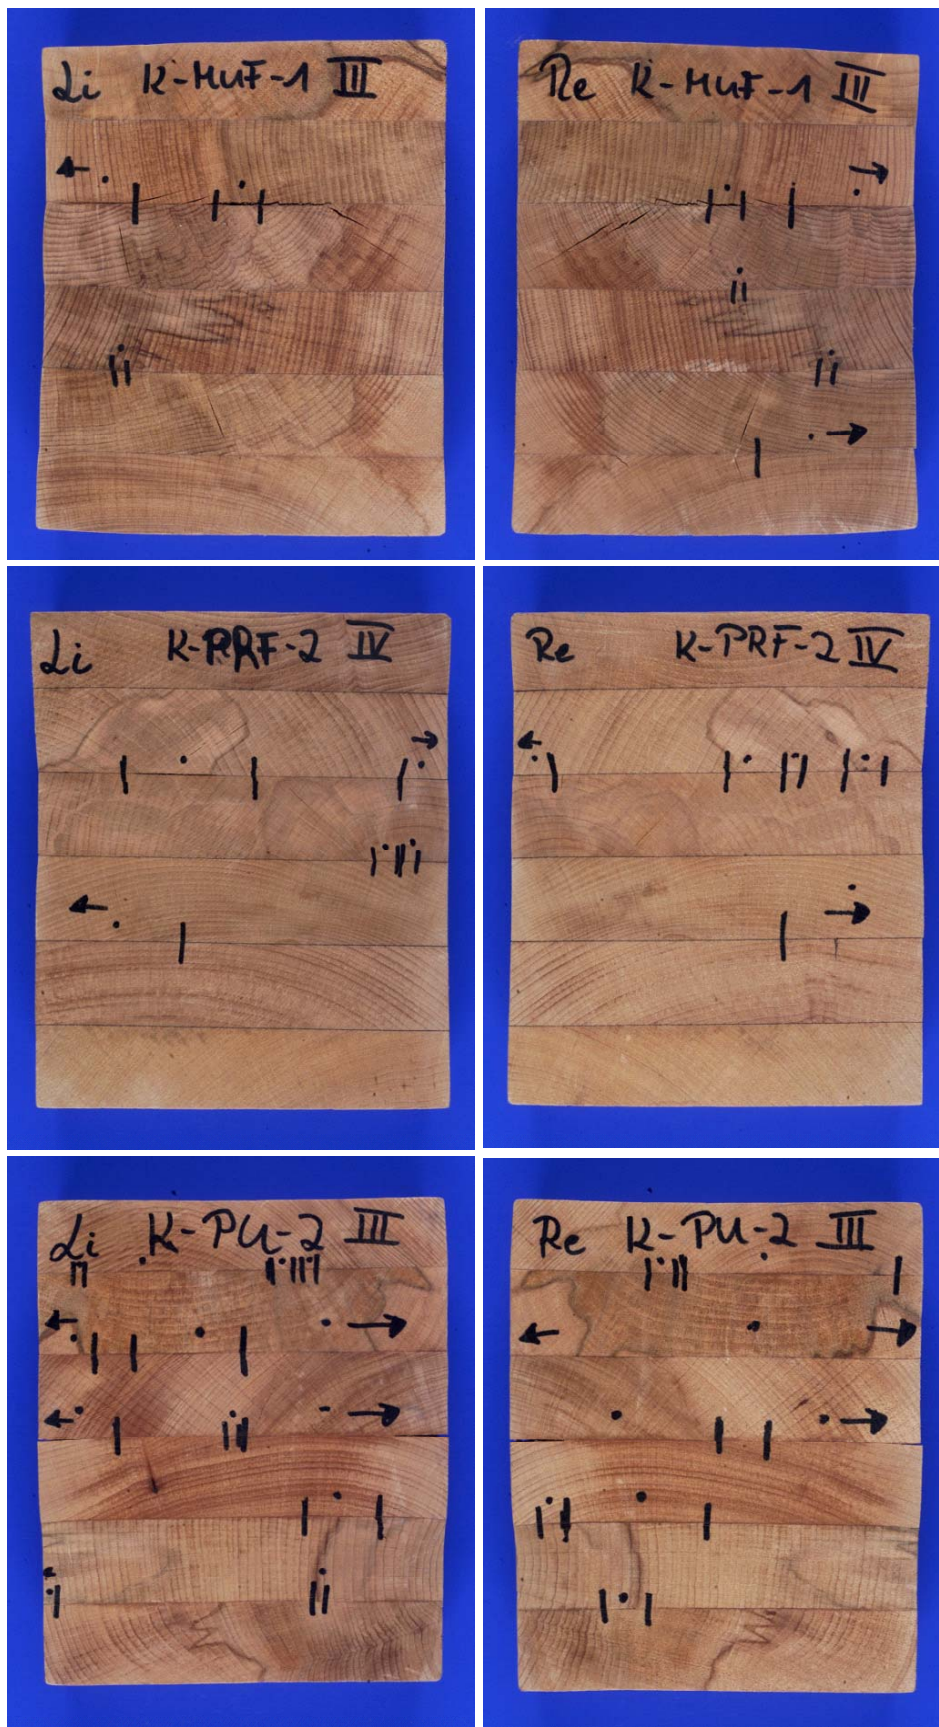 Li K-MUF-1 III
Re K-MUF-1 III
Li K-PRF-2 IV
Re K-PRF-2 IV
Li K-PU-2 III
Re K-PU-2 III